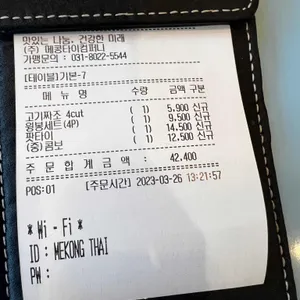 맛있는 나눔, 건강한 미래
(주) 메콩타이컴퍼니
가맹문의 : 031-8022-5544
[테이블]기본-7
메 뉴 명 수량 금액 구분
고기짜조 4cut ( 1) 5.900 신규
윙봉세트(4P) ( 1) 9.500 신규
팟타이 ( 1) 14.500 신규
(중)콤보 ( 1) 12.500 신규
주 문 합 계 금 액 : 42.400
POS:01 [주문시간] 2023-03-26 13:21:57
* Wi - Fi *
ID : MEKONG THAI
PW :